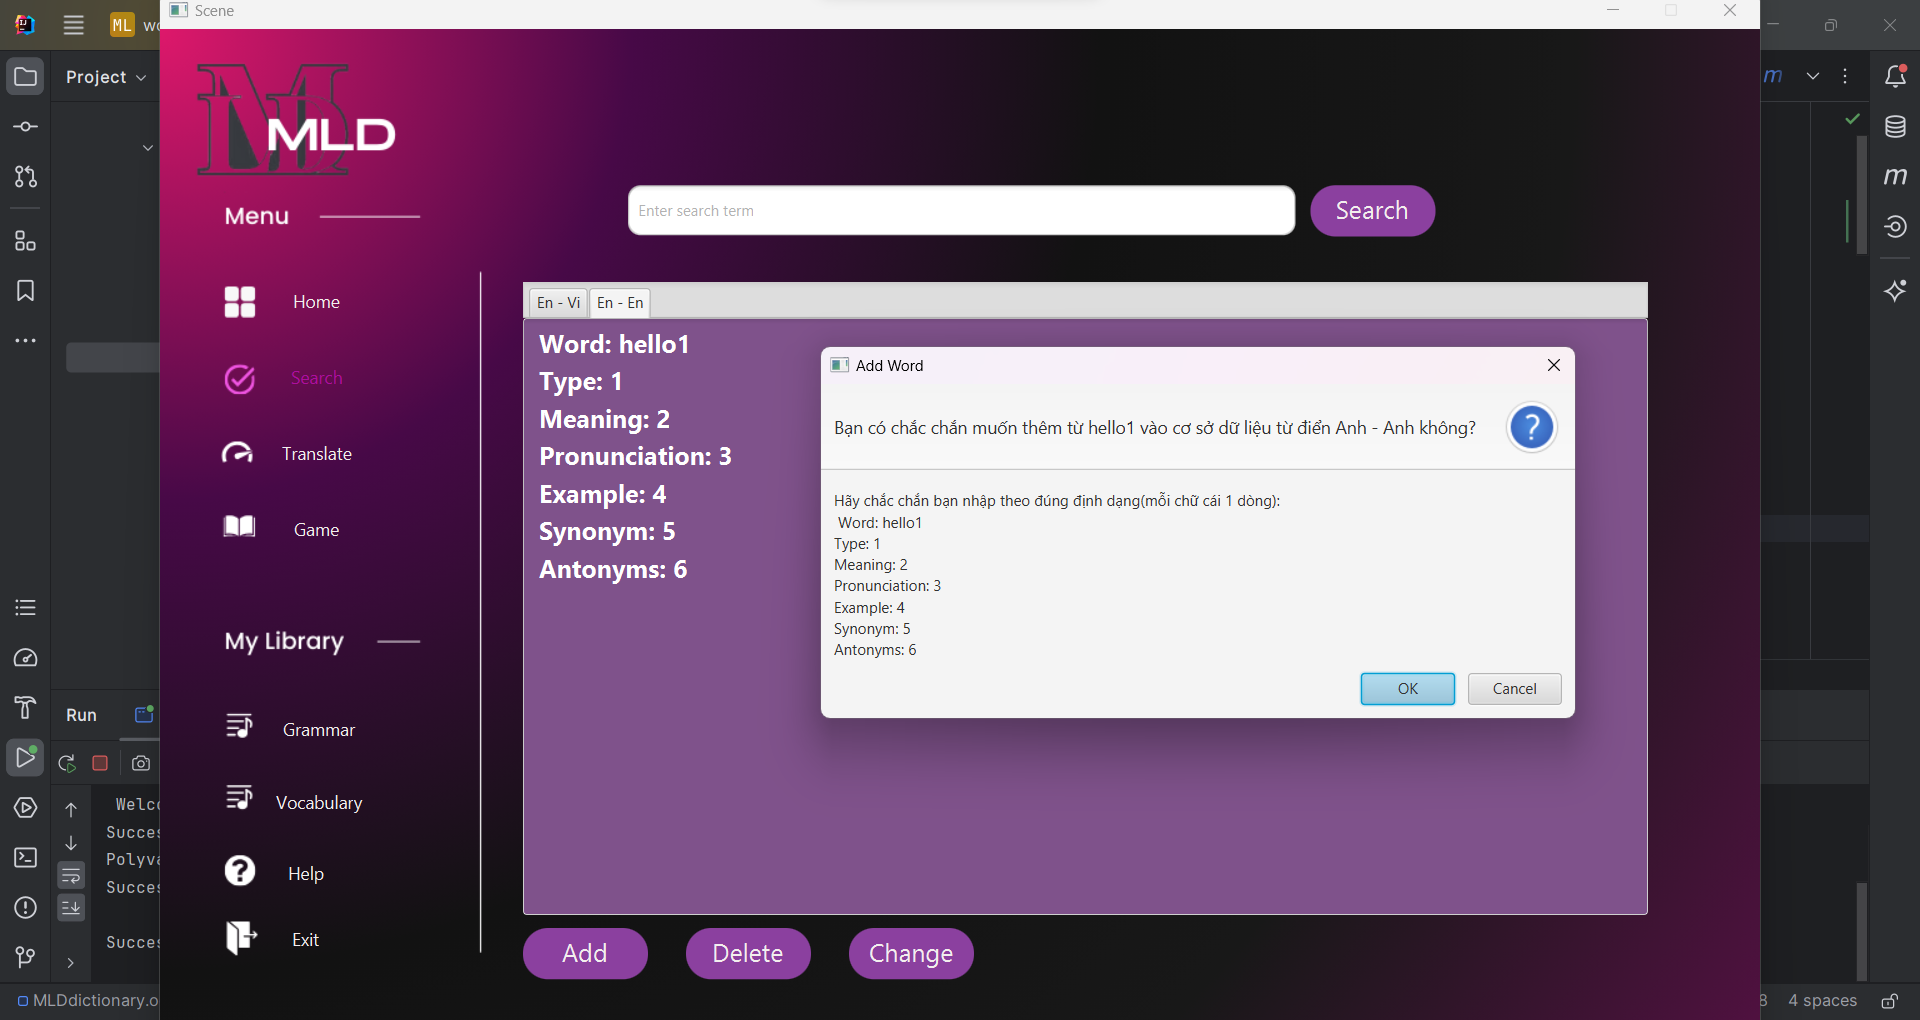 Scene
ML
Project
m
MLD
Menu
Enter search term
Search
Home
Search
Translate
Game
My Library
Grammar
Vocabulary
Help
Exit
En - Vi
En - En
Word: hello1
Type: 1
Meaning: 2
Pronunciation: 3
Example: 4
Synonym: 5
Antonyms: 6
Add Word
Bạn có chắc chắn muốn thêm từ hello1 vào cơ sở dữ liệu từ điển Anh - Anh không?
Hãy chắc chắn bạn nhập theo đúng định dạng(mỗi chữ cái 1 dòng):
Word: hello1
Type: 1
Meaning: 2
Pronunciation: 3
Example: 4
Synonym: 5
Antonyms: 6
OK
Cancel
Add
Delete
Change
Run
Welc
Succes
Polyv
Succes
Succes
MLDdictionary.o
8
4 spaces